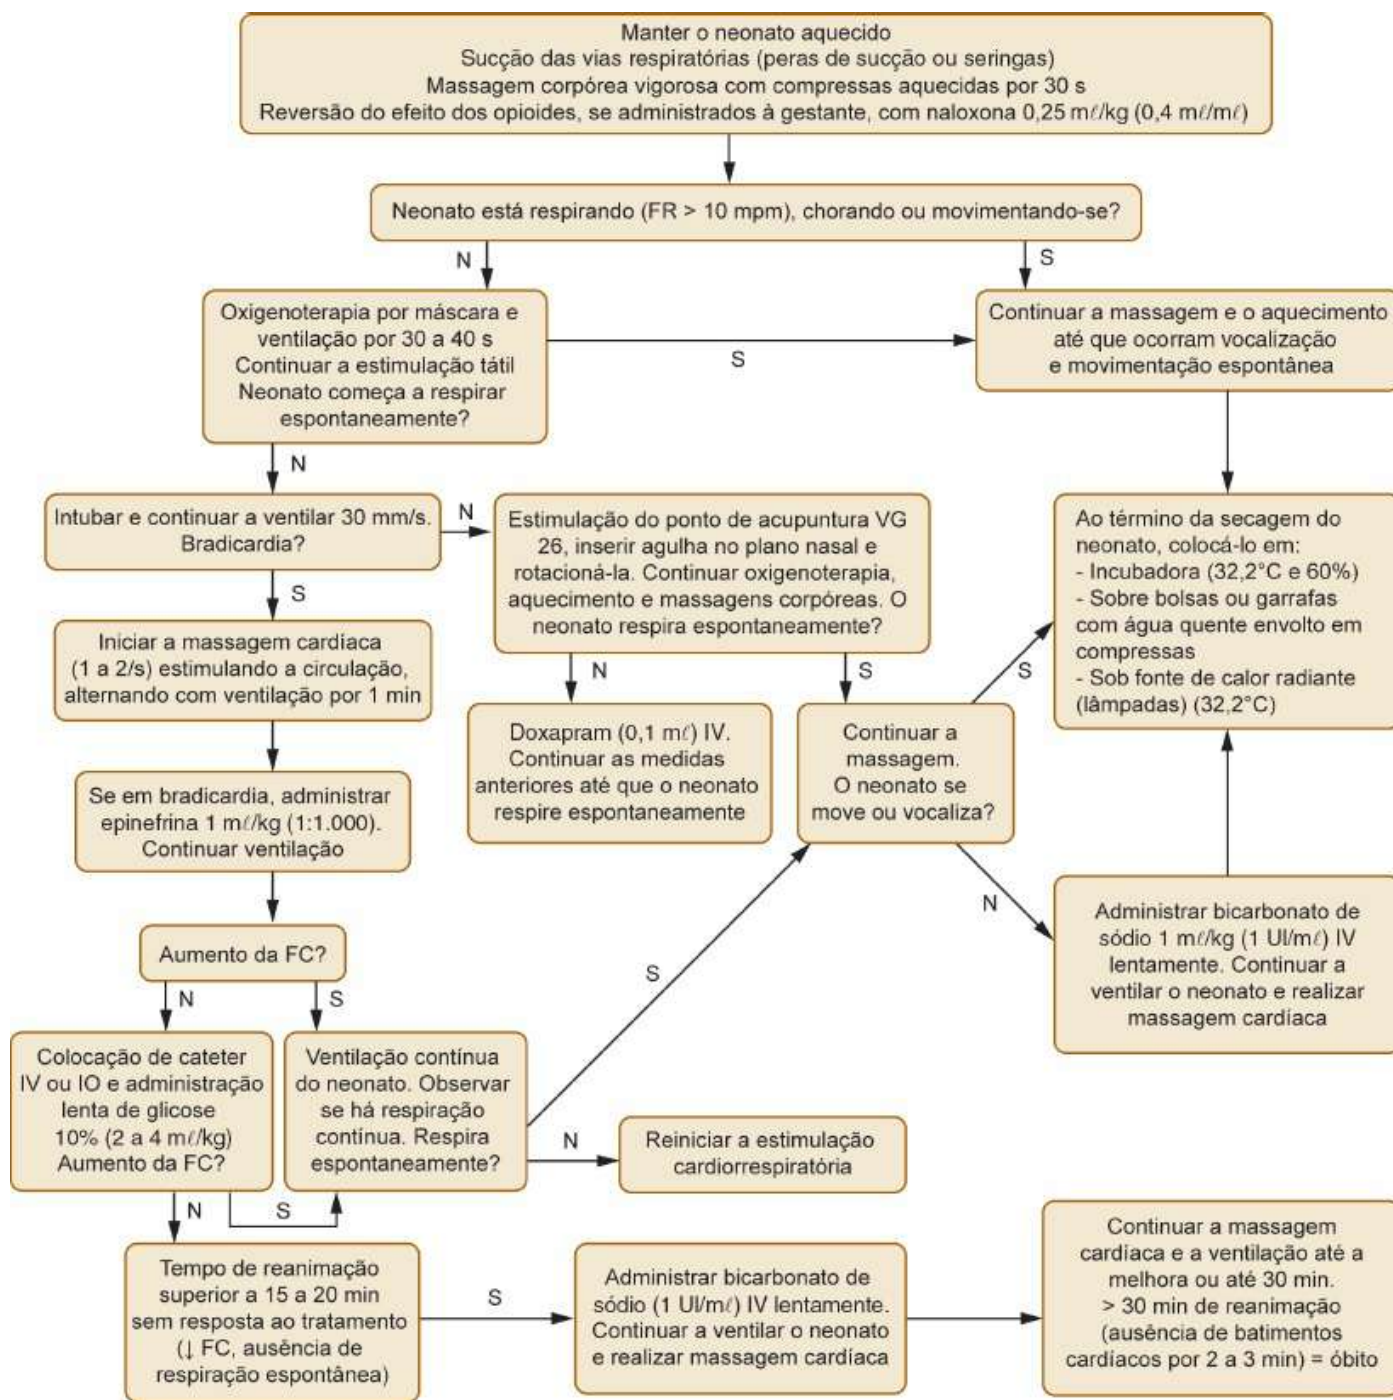 Manter o neonato aquecido
Sucção das vias respiratórias (peras de sucção ou seringas)
Massagem corpórea vigorosa com compressas aquecidas por 30 s
Reversão do efeito dos opioides, se administrados à gestante, com naloxona 0,25 mℓ/kg (0,4 mℓ/mℓ)
Neonato está respirando (FR > 10 mpm), chorando ou movimentando-se?
N
S
Oxigenoterapia por máscara e
ventilação por 30 a 40 s
Continuar a estimulação tátil
Neonato começa a respirar
espontaneamente?
S
Continuar a massagem e o aquecimento
até que ocorram vocalização
e movimentação espontânea
N
Intubar e continuar a ventilar 30 mm/s.
Bradicardia?
N
Estimulação do ponto de acupuntura VG
26, inserir agulha no plano nasal e
rotacioná-la. Continuar oxigenoterapia,
aquecimento e massagens corpóreas. O
neonato respira espontaneamente?
Ao término da secagem do
neonato, colocá-lo em:
- Incubadora (32,2°C e 60%)
- Sobre bolsas ou garrafas
com água quente envolto em
compressas
- Sob fonte de calor radiante
(lâmpadas) (32,2°C)
S
Iniciar a massagem cardíaca
(1 a 2/s) estimulando a circulação,
alternando com ventilação por 1 min
N
S
S
Doxapram (0,1 mℓ) IV.
Continuar as medidas
anteriores até que o neonato
respire espontaneamente
Continuar a
massagem.
O neonato se
move ou vocaliza?
Se em bradicardia, administrar
epinefrina 1 mℓ/kg (1:1.000).
Continuar ventilação
N
Administrar bicarbonato de
sódio 1 mℓ/kg (1 UI/mℓ) IV
lentamente. Continuar a
ventilar o neonato e realizar
massagem cardíaca
Aumento da FC?
N
S
S
Colocação de cateter
IV ou IO e administração
lenta de glicose
10% (2 a 4 mℓ/kg)
Aumento da FC?
Ventilação contínua
do neonato. Observar
se há respiração
contínua. Respira
espontaneamente?
N
Reiniciar a estimulação
cardiorrespiratória
N
S
Tempo de reanimação
superior a 15 a 20 min
sem resposta ao tratamento
(↓ FC, ausência de
respiração espontânea)
S
Administrar bicarbonato de
sódio (1 UI/mℓ) IV lentamente.
Continuar a ventilar o neonato
e realizar massagem cardíaca
Continuar a massagem
cardíaca e a ventilação até a
melhora ou até 30 min.
> 30 min de reanimação
(ausência de batimentos
cardíacos por 2 a 3 min) = óbito